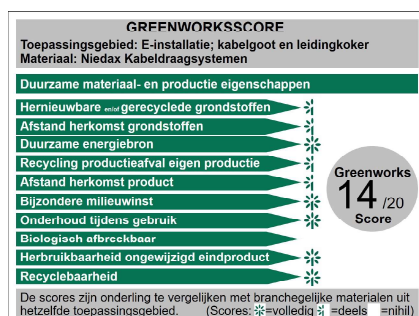 GREENWORKSSCORE
Toepassingsgebied: E-installatie; kabelgoot en leidingkoker
Materiaal: Niedax Kabeldraagsystemen
Duurzame materiaal- en productie eigenschappen
Hernieuwbare en/of gerecyclede grondstoffen
Afstand herkomst grondstoffen
Duurzame energiebron
Recycling productieafval eigen productie
Afstand herkomst product
Bijzondere milieuwinst
Onderhoud tijdens gebruik
Biologisch afbreekbaar
Herbruikbaarheid ongewijzigd eindproduct
Recyclebaarheid
Greenworks
14 /20
Score
De scores zijn onderling te vergelijken met branchegelijke materialen uit
hetzelfde toepassingsgebied. (Scores: =volledig =deels =nihil)